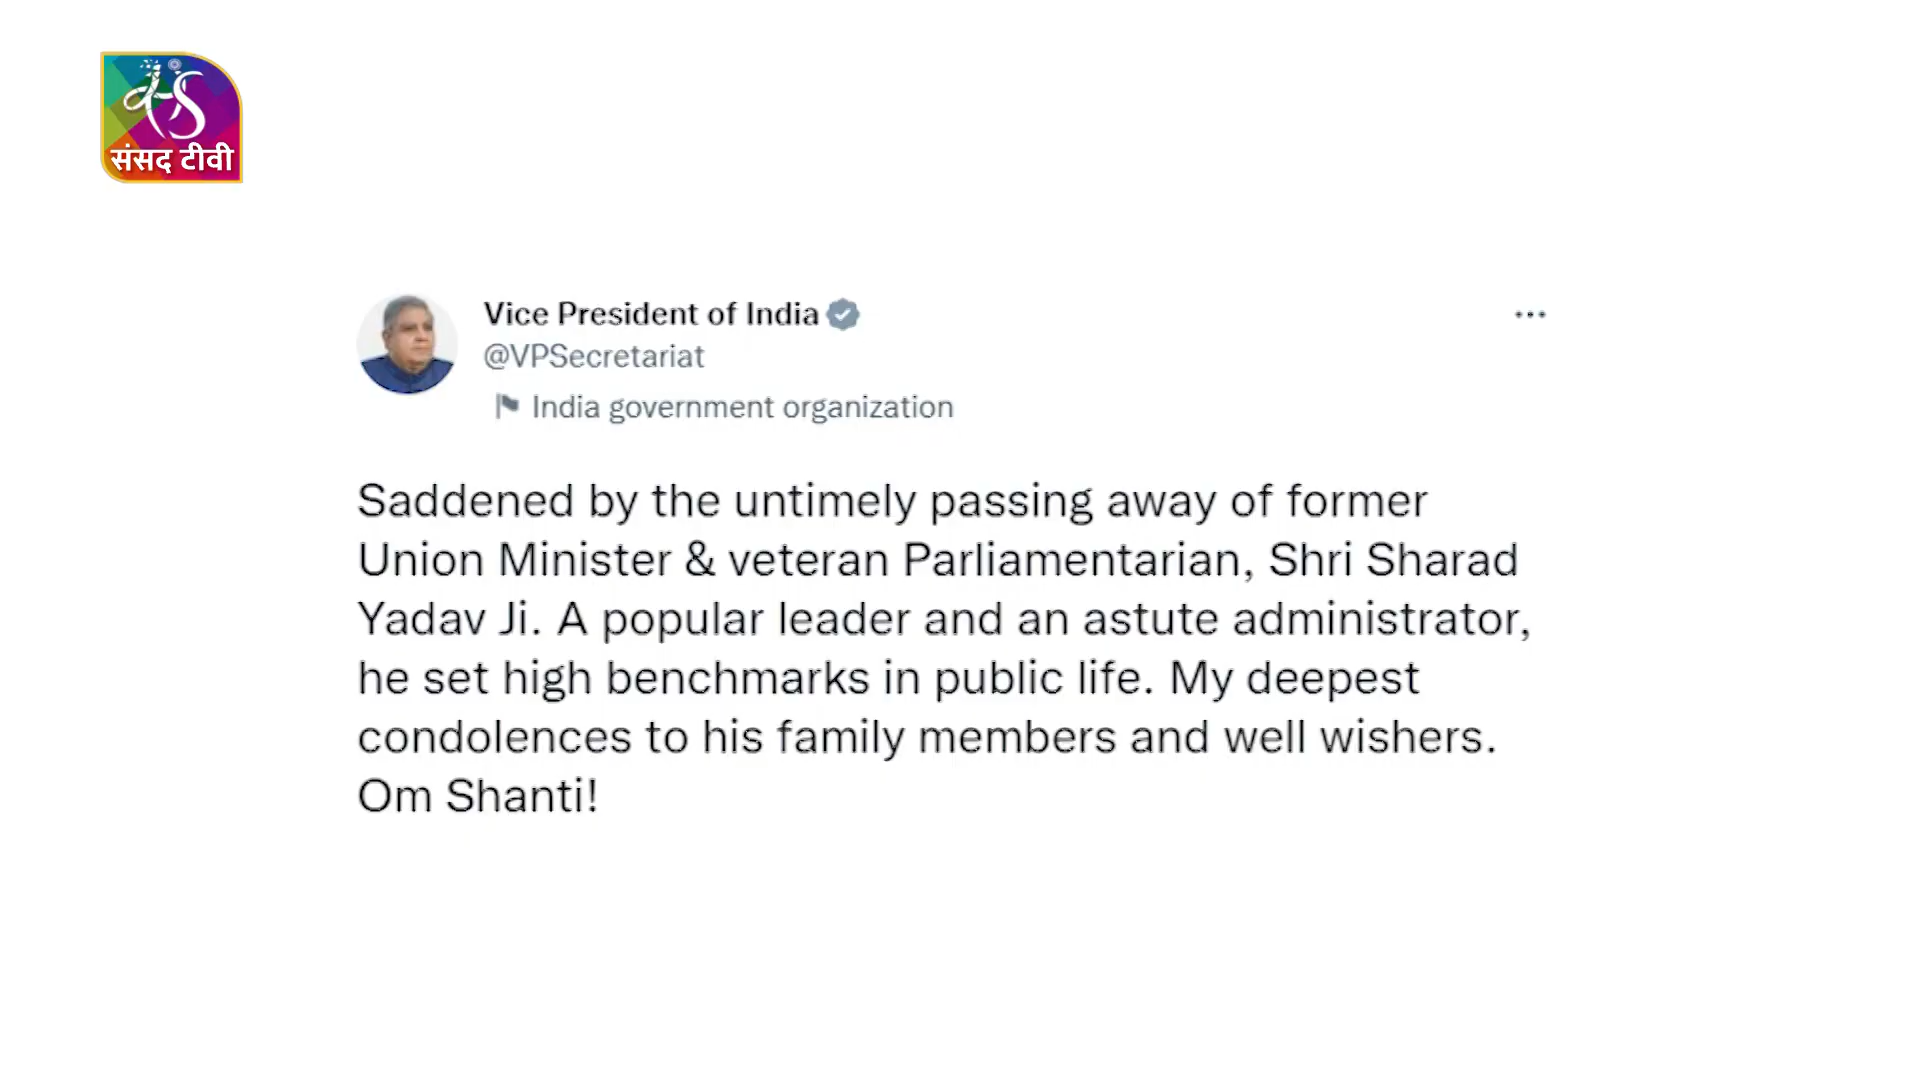 संसद टीवी
Vice President of India
@VPSecretariat
India government organization
Saddened by the untimely passing away of former
Union Minister & veteran Parliamentarian, Shri Sharad
Yadav Ji. A popular leader and an astute administrator,
he set high benchmarks in public life. My deepest
condolences to his family members and well wishers.
Om Shanti!